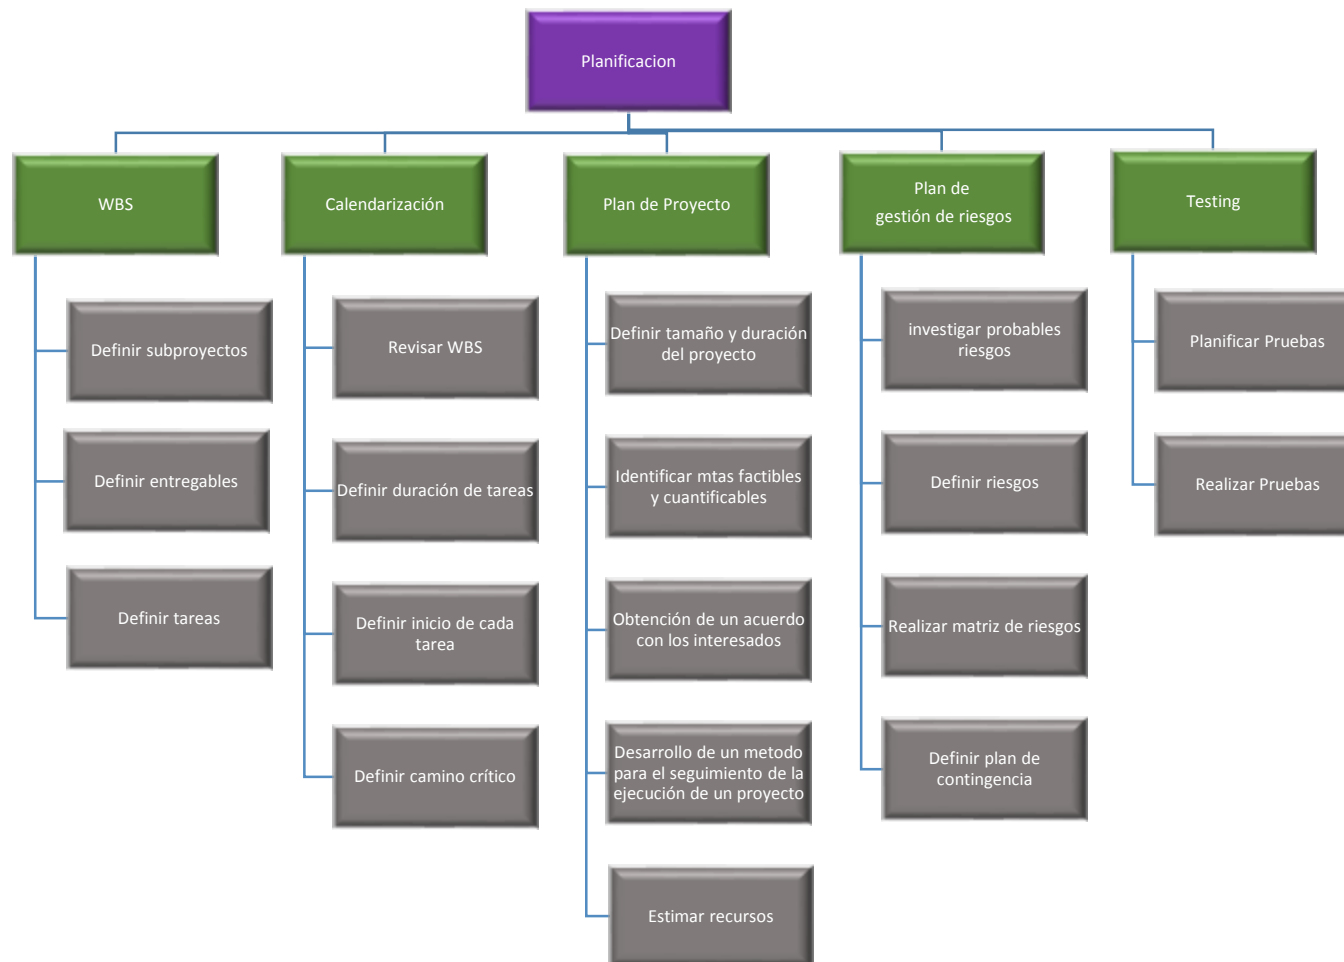 Planificacion
WBS
Definir subproyectos
Definir entregables
Definir tareas
Calendarización
Revisar WBS
Definir duración de tareas
Definir inicio de cada
tarea
Definir camino crítico
Plan de Proyecto
Definir tamaño y duración
del proyecto
Identificar mtas factibles
y cuantificables
Obtención de un acuerdo
con los interesados
Desarrollo de un metodo
para el seguimiento de la
ejecución de un proyecto
Estimar recursos
Plan de
gestión de riesgos
investigar probables
riesgos
Definir riesgos
Realizar matriz de riesgos
Definir plan de
contingencia
Testing
Planificar Pruebas
Realizar Pruebas